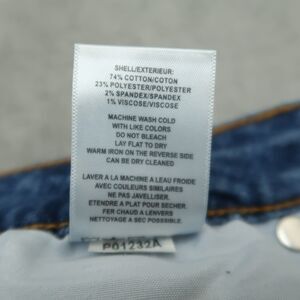 SHELL/EXTERIEUR:
74% COTTON/COTON
23% POLYESTER/POLYESTER
2% SPANDEX/SPANDEX
1% VISCOSE/VISCOSE
MACHINE WASH COLD
WITH LIKE COLORS
DO NOT BLEACH
LAY FLAT TO DRY
WARM IRON ON THE REVERSE SIDE
CAN BE DRY CLEANED
LAVER A LA MACHINE A LEAU FROIDE
AVEC COULEURS SIMILAIRES
NE PAS JAVELLISER.
ETENDRE A PLAT POUR SECHER.
FER CHAUD A LENVERS
NETTOYAGE A SEC POSSIBLE.
P01232A